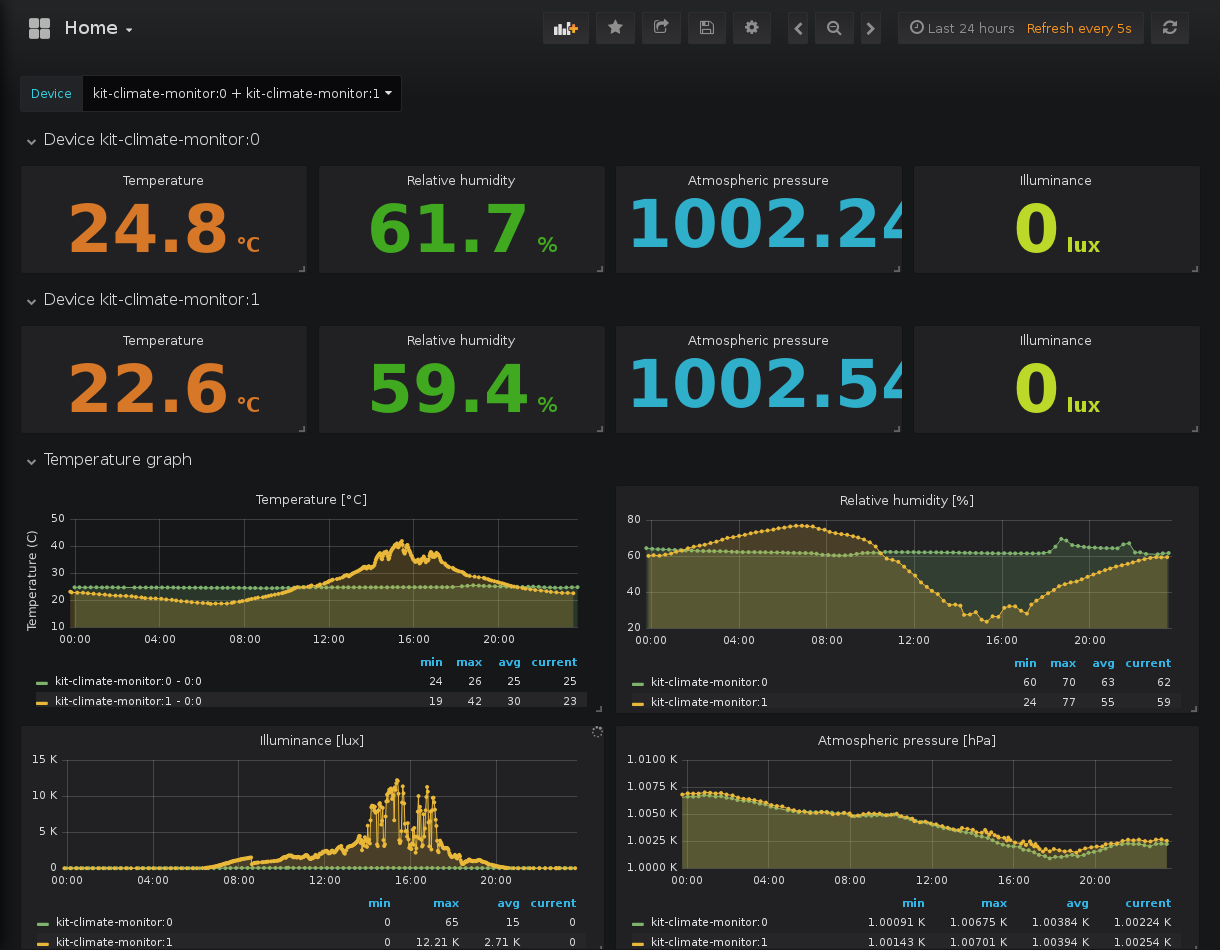 Home
Last 24 hours Refresh every 5s
Device kit-climate-monitor:0 + kit-climate-monitor:1
Device kit-climate-monitor:0
Temperature Relative humidity Atmospheric pressure Illuminance
24.8 °C 61.7 % 1002.24 0 lux
Device kit-climate-monitor:1
Temperature Relative humidity Atmospheric pressure Illuminance
22.6 °C 59.4 % 1002.54 0 lux
Temperature graph
Temperature [°C]
Temperature (C)
50
40
30
20
10
00:00 04:00 08:00 12:00 16:00 20:00
min max avg current
kit-climate-monitor:0 - 0:0 24 26 25 25
kit-climate-monitor:1 - 0:0 19 42 30 23
Relative humidity [%]
80
60
40
20
00:00 04:00 08:00 12:00 16:00 20:00
min max avg current
kit-climate-monitor:0 60 70 63 62
kit-climate-monitor:1 24 77 55 59
Illuminance [lux]
15 K
10 K
5 K
0
00:00 04:00 08:00 12:00 16:00 20:00
min max avg current
kit-climate-monitor:0 0 65 15 0
kit-climate-monitor:1 0 12.21 K 2.71 K 0
Atmospheric pressure [hPa]
1.0100 K
1.0075 K
1.0050 K
1.0025 K
1.0000 K
00:00 04:00 08:00 12:00 16:00 20:00
min max avg current
kit-climate-monitor:0 1.00091 K 1.00675 K 1.00384 K 1.00224 K
kit-climate-monitor:1 1.00143 K 1.00701 K 1.00394 K 1.00254 K